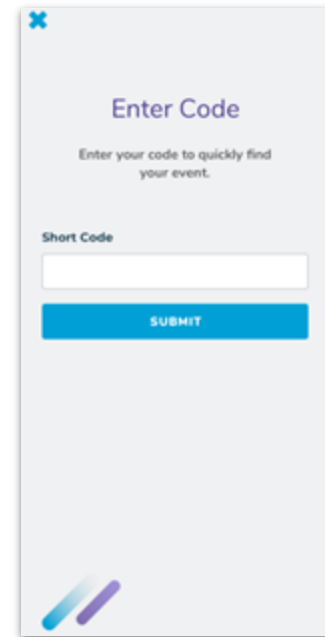 Enter Code
Enter your code to quickly find
your event.
Short Code
SUBMIT